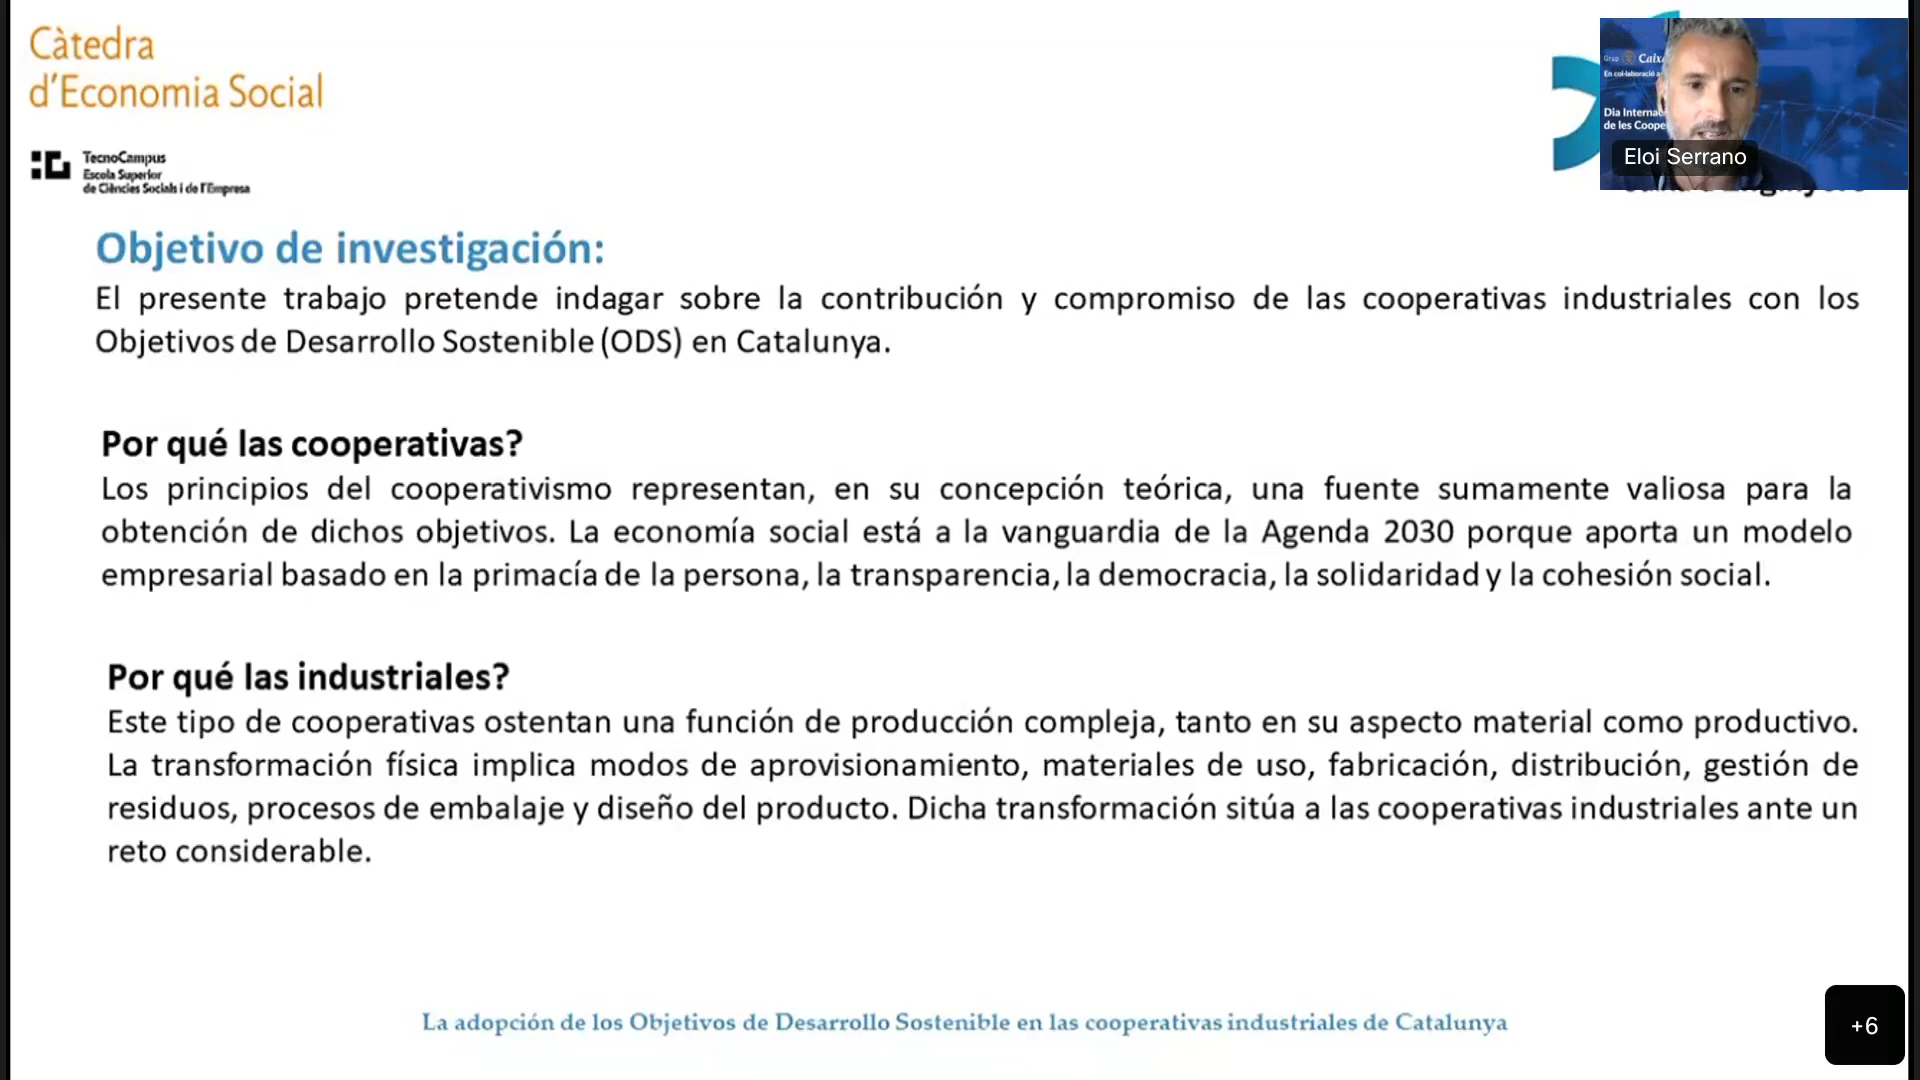 Càtedra
d'Economia Social
TecnoCampus
Escola Superior
de Ciències Socials i de l'Empresa
Grup
En col·laboració
Dia
de les
Eloi Serrano
Objetivo de investigación:
El presente trabajo pretende indagar sobre la contribución y compromiso de las cooperativas industriales con los
Objetivos de Desarrollo Sostenible (ODS) en Catalunya.
Por qué las cooperativas?
Los principios del cooperativismo representan, en su concepción teórica, una fuente sumamente valiosa para la
obtención de dichos objetivos. La economía social está a la vanguardia de la Agenda 2030 porque aporta un modelo
empresarial basado en la primacía de la persona, la transparencia, la democracia, la solidaridad y la cohesión social.
Por qué las industriales?
Este tipo de cooperativas ostentan una función de producción compleja, tanto en su aspecto material como productivo.
La transformación física implica modos de aprovisionamiento, materiales de uso, fabricación, distribución, gestión de
residuos, procesos de embalaje y diseño del producto. Dicha transformación sitúa a las cooperativas industriales ante un
reto considerable.
La adopción de los Objetivos de Desarrollo Sostenible en las cooperativas industriales de Catalunya
+6